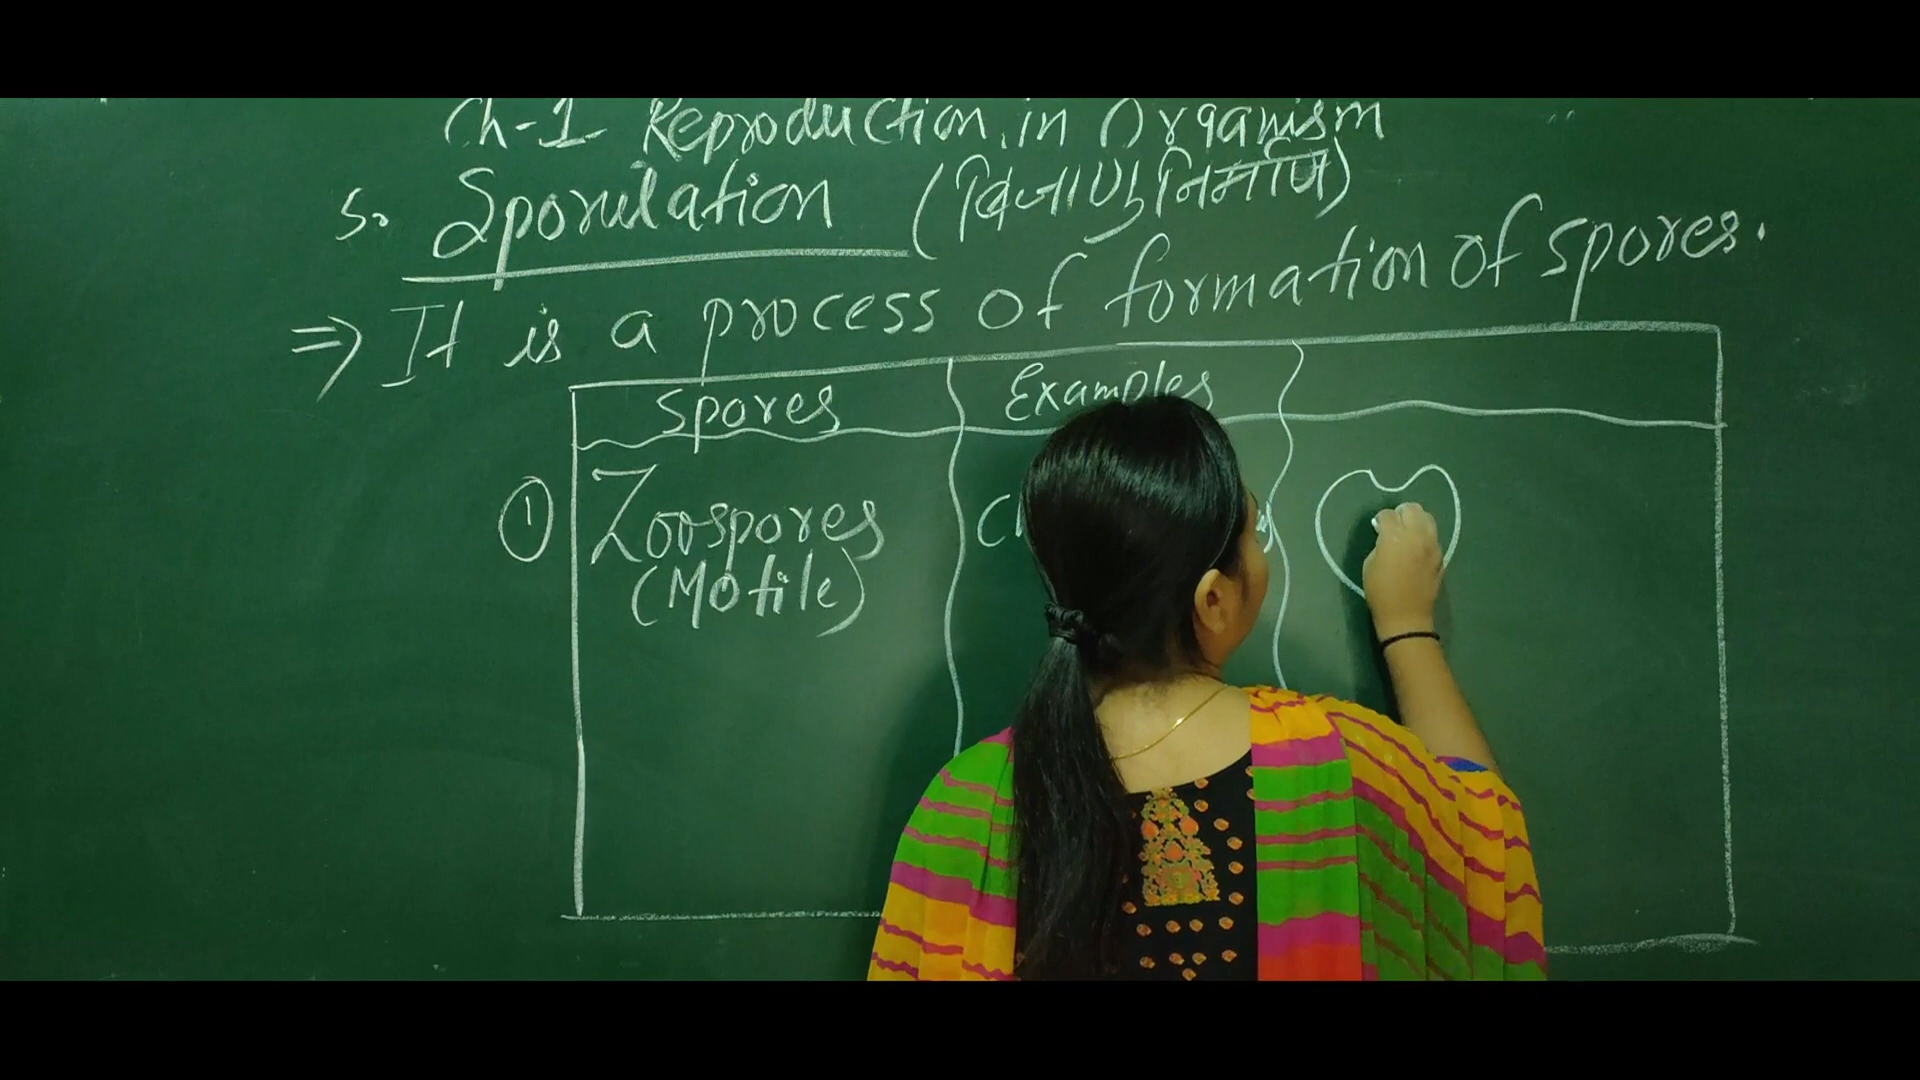 Ch-1 Reproduction in Organism
5. Sporulation (बिजाणु निर्माण)
⇒ It is a process of formation of spores.
Spores Examples
① Zoospores
(Motile)